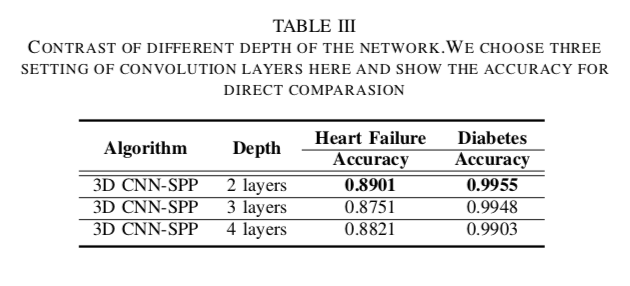 TABLE III
CONTRAST OF DIFFERENT DEPTH OF THE NETWORK.WE CHOOSE THREE
SETTING OF CONVOLUTION LAYERS HERE AND SHOW THE ACCURACY FOR
DIRECT COMPARASION
Algorithm Depth Heart Failure Diabetes
Accuracy Accuracy
3D CNN-SPP 2 layers 0.8901 0.9955
3D CNN-SPP 3 layers 0.8751 0.9948
3D CNN-SPP 4 layers 0.8821 0.9903